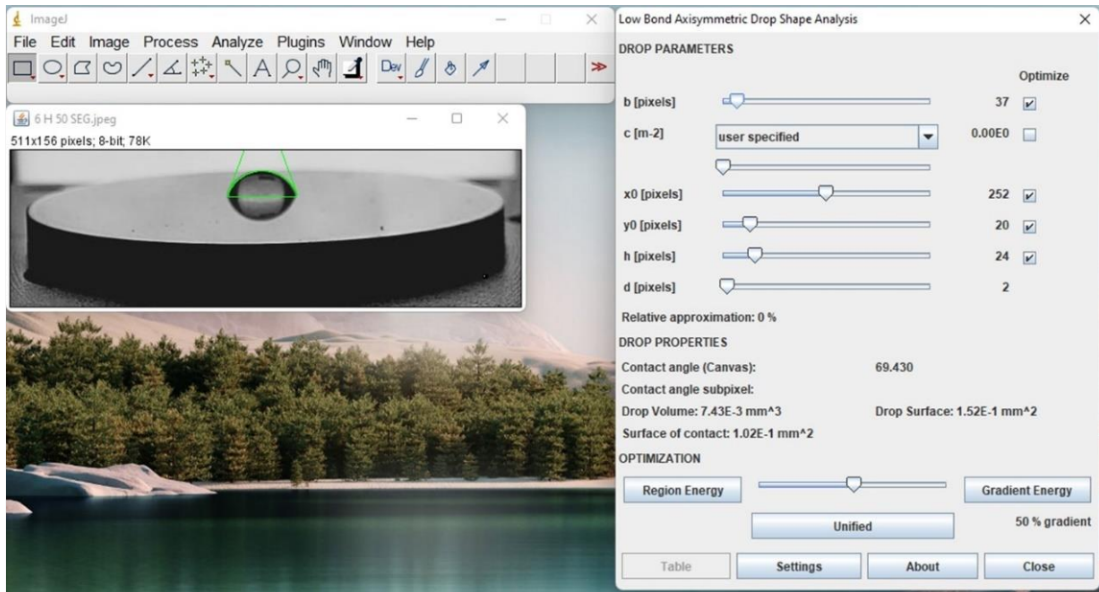 ImageJ
File Edit Image Process Analyze Plugins Window Help
Dev
6 H 50 SEG.jpeg
511x156 pixels; 8-bit; 78K
Low Bond Axisymmetric Drop Shape Analysis
DROP PARAMETERS
Optimize
b [pixels] 37
c [m-2] user specified 0.00E0
x0 [pixels] 252
y0 [pixels] 20
h [pixels] 24
d [pixels] 2
Relative approximation: 0 %
DROP PROPERTIES
Contact angle (Canvas): 69.430
Contact angle subpixel:
Drop Volume: 7.43E-3 mm^3 Drop Surface: 1.52E-1 mm^2
Surface of contact: 1.02E-1 mm^2
OPTIMIZATION
Region Energy Gradient Energy
Unified 50 % gradient
Table Settings About Close